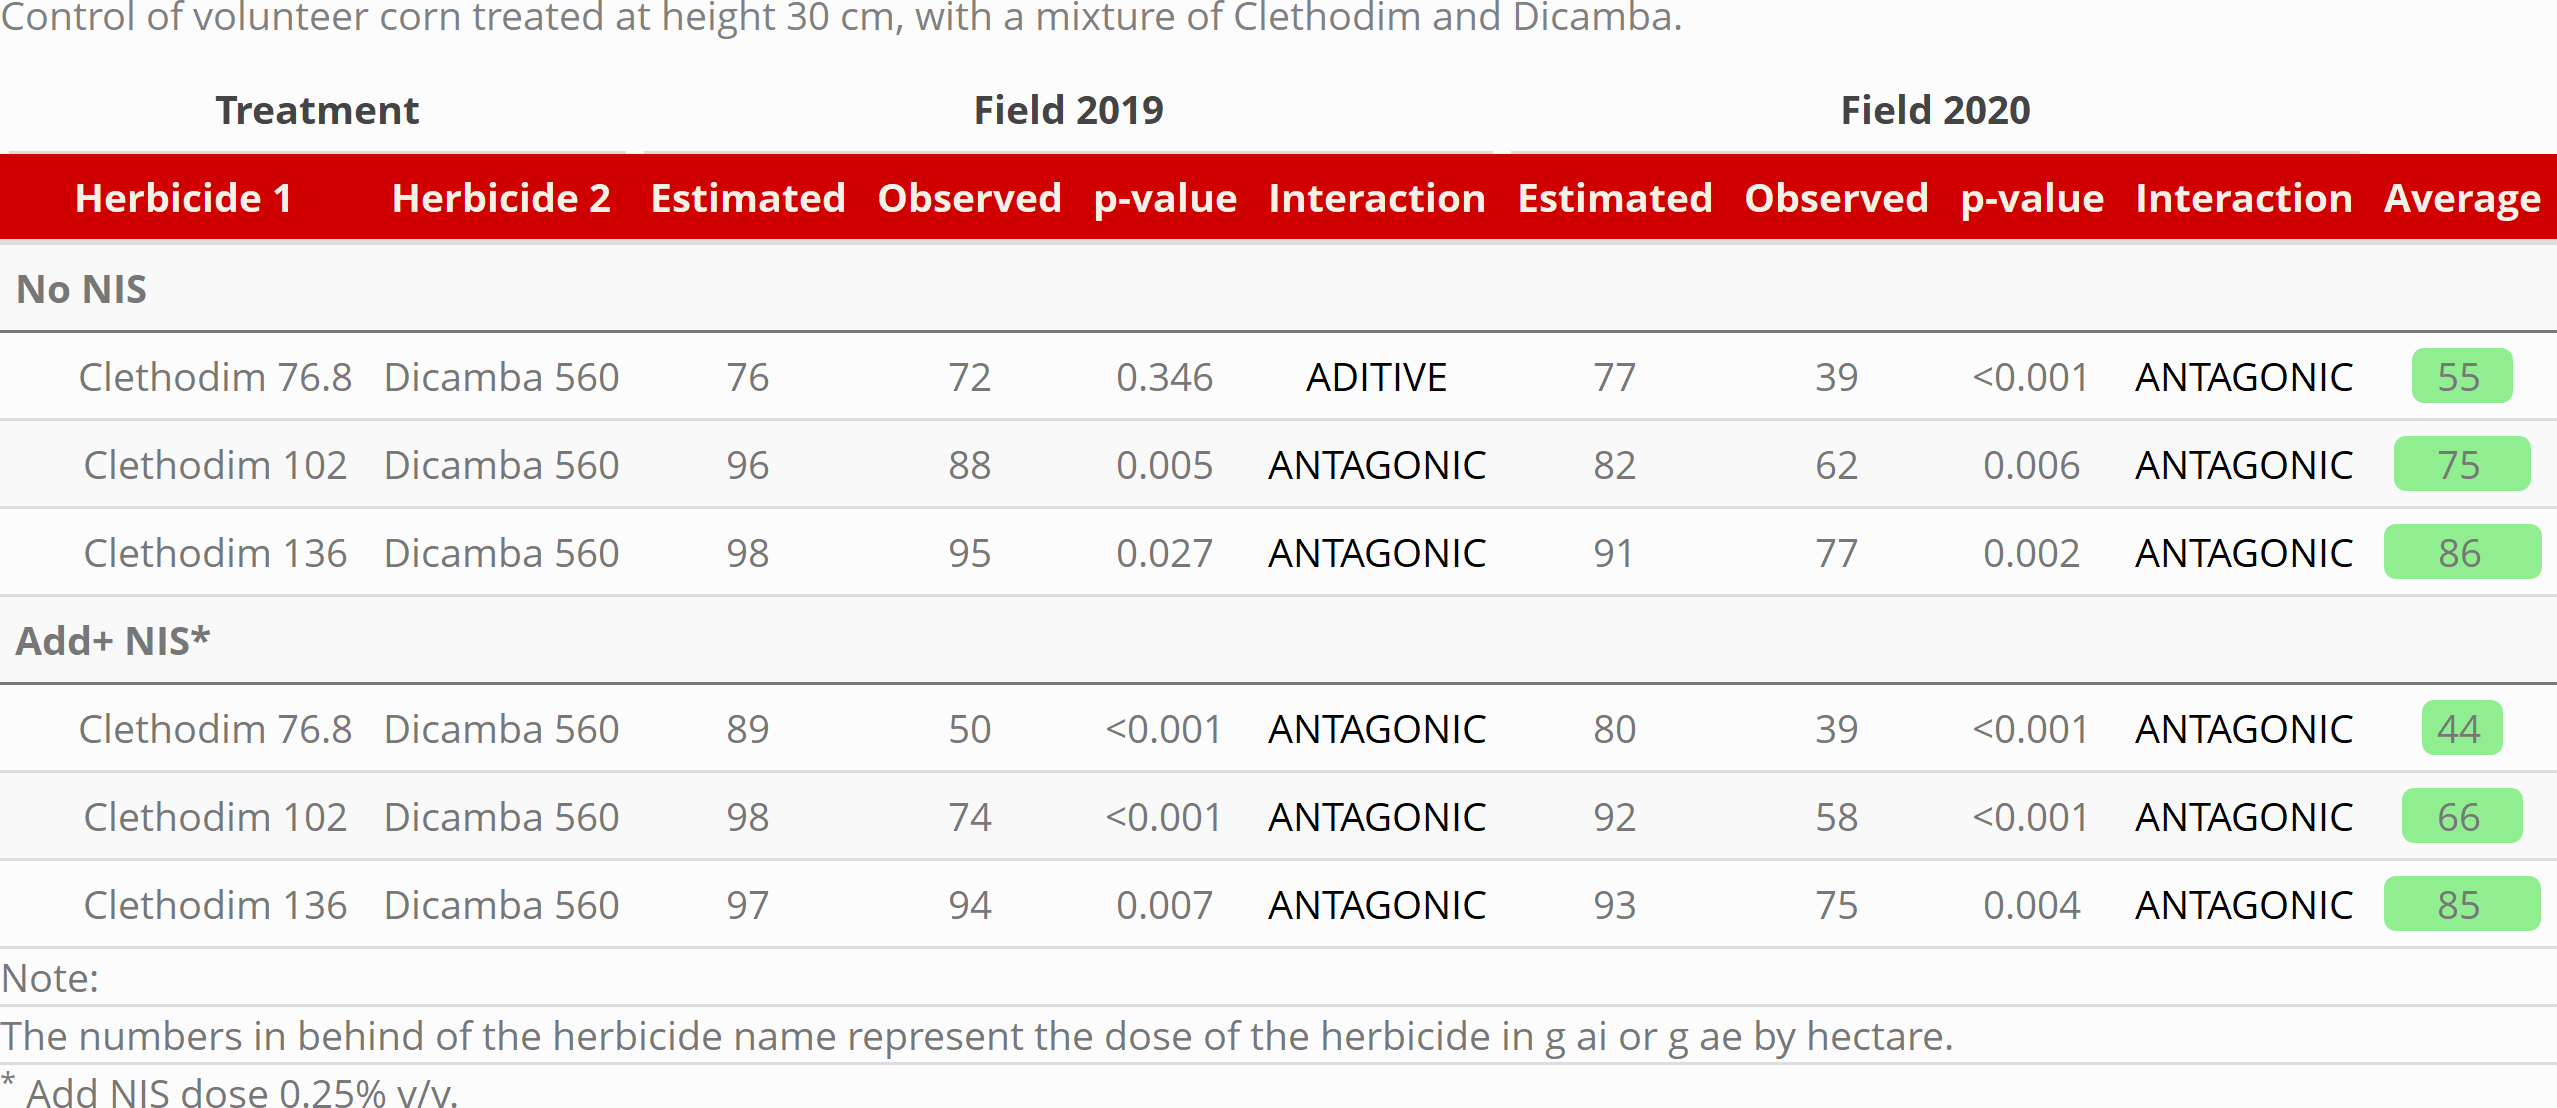 Control of volunteer corn treated at height 30 cm, with a mixture of Clethodim and Dicamba.
Treatment Field 2019 Field 2020
Herbicide 1 Herbicide 2 Estimated Observed p-value Interaction Estimated Observed p-value Interaction Average
No NIS
Clethodim 76.8 Dicamba 560 76 72 0.346 ADITIVE 77 39 <0.001 ANTAGONIC 55
Clethodim 102 Dicamba 560 96 88 0.005 ANTAGONIC 82 62 0.006 ANTAGONIC 75
Clethodim 136 Dicamba 560 98 95 0.027 ANTAGONIC 91 77 0.002 ANTAGONIC 86
Add+ NIS*
Clethodim 76.8 Dicamba 560 89 50 <0.001 ANTAGONIC 80 39 <0.001 ANTAGONIC 44
Clethodim 102 Dicamba 560 98 74 <0.001 ANTAGONIC 92 58 <0.001 ANTAGONIC 66
Clethodim 136 Dicamba 560 97 94 0.007 ANTAGONIC 93 75 0.004 ANTAGONIC 85
Note:
The numbers in behind of the herbicide name represent the dose of the herbicide in g ai or g ae by hectare.
* Add NIS dose 0.25% v/v.